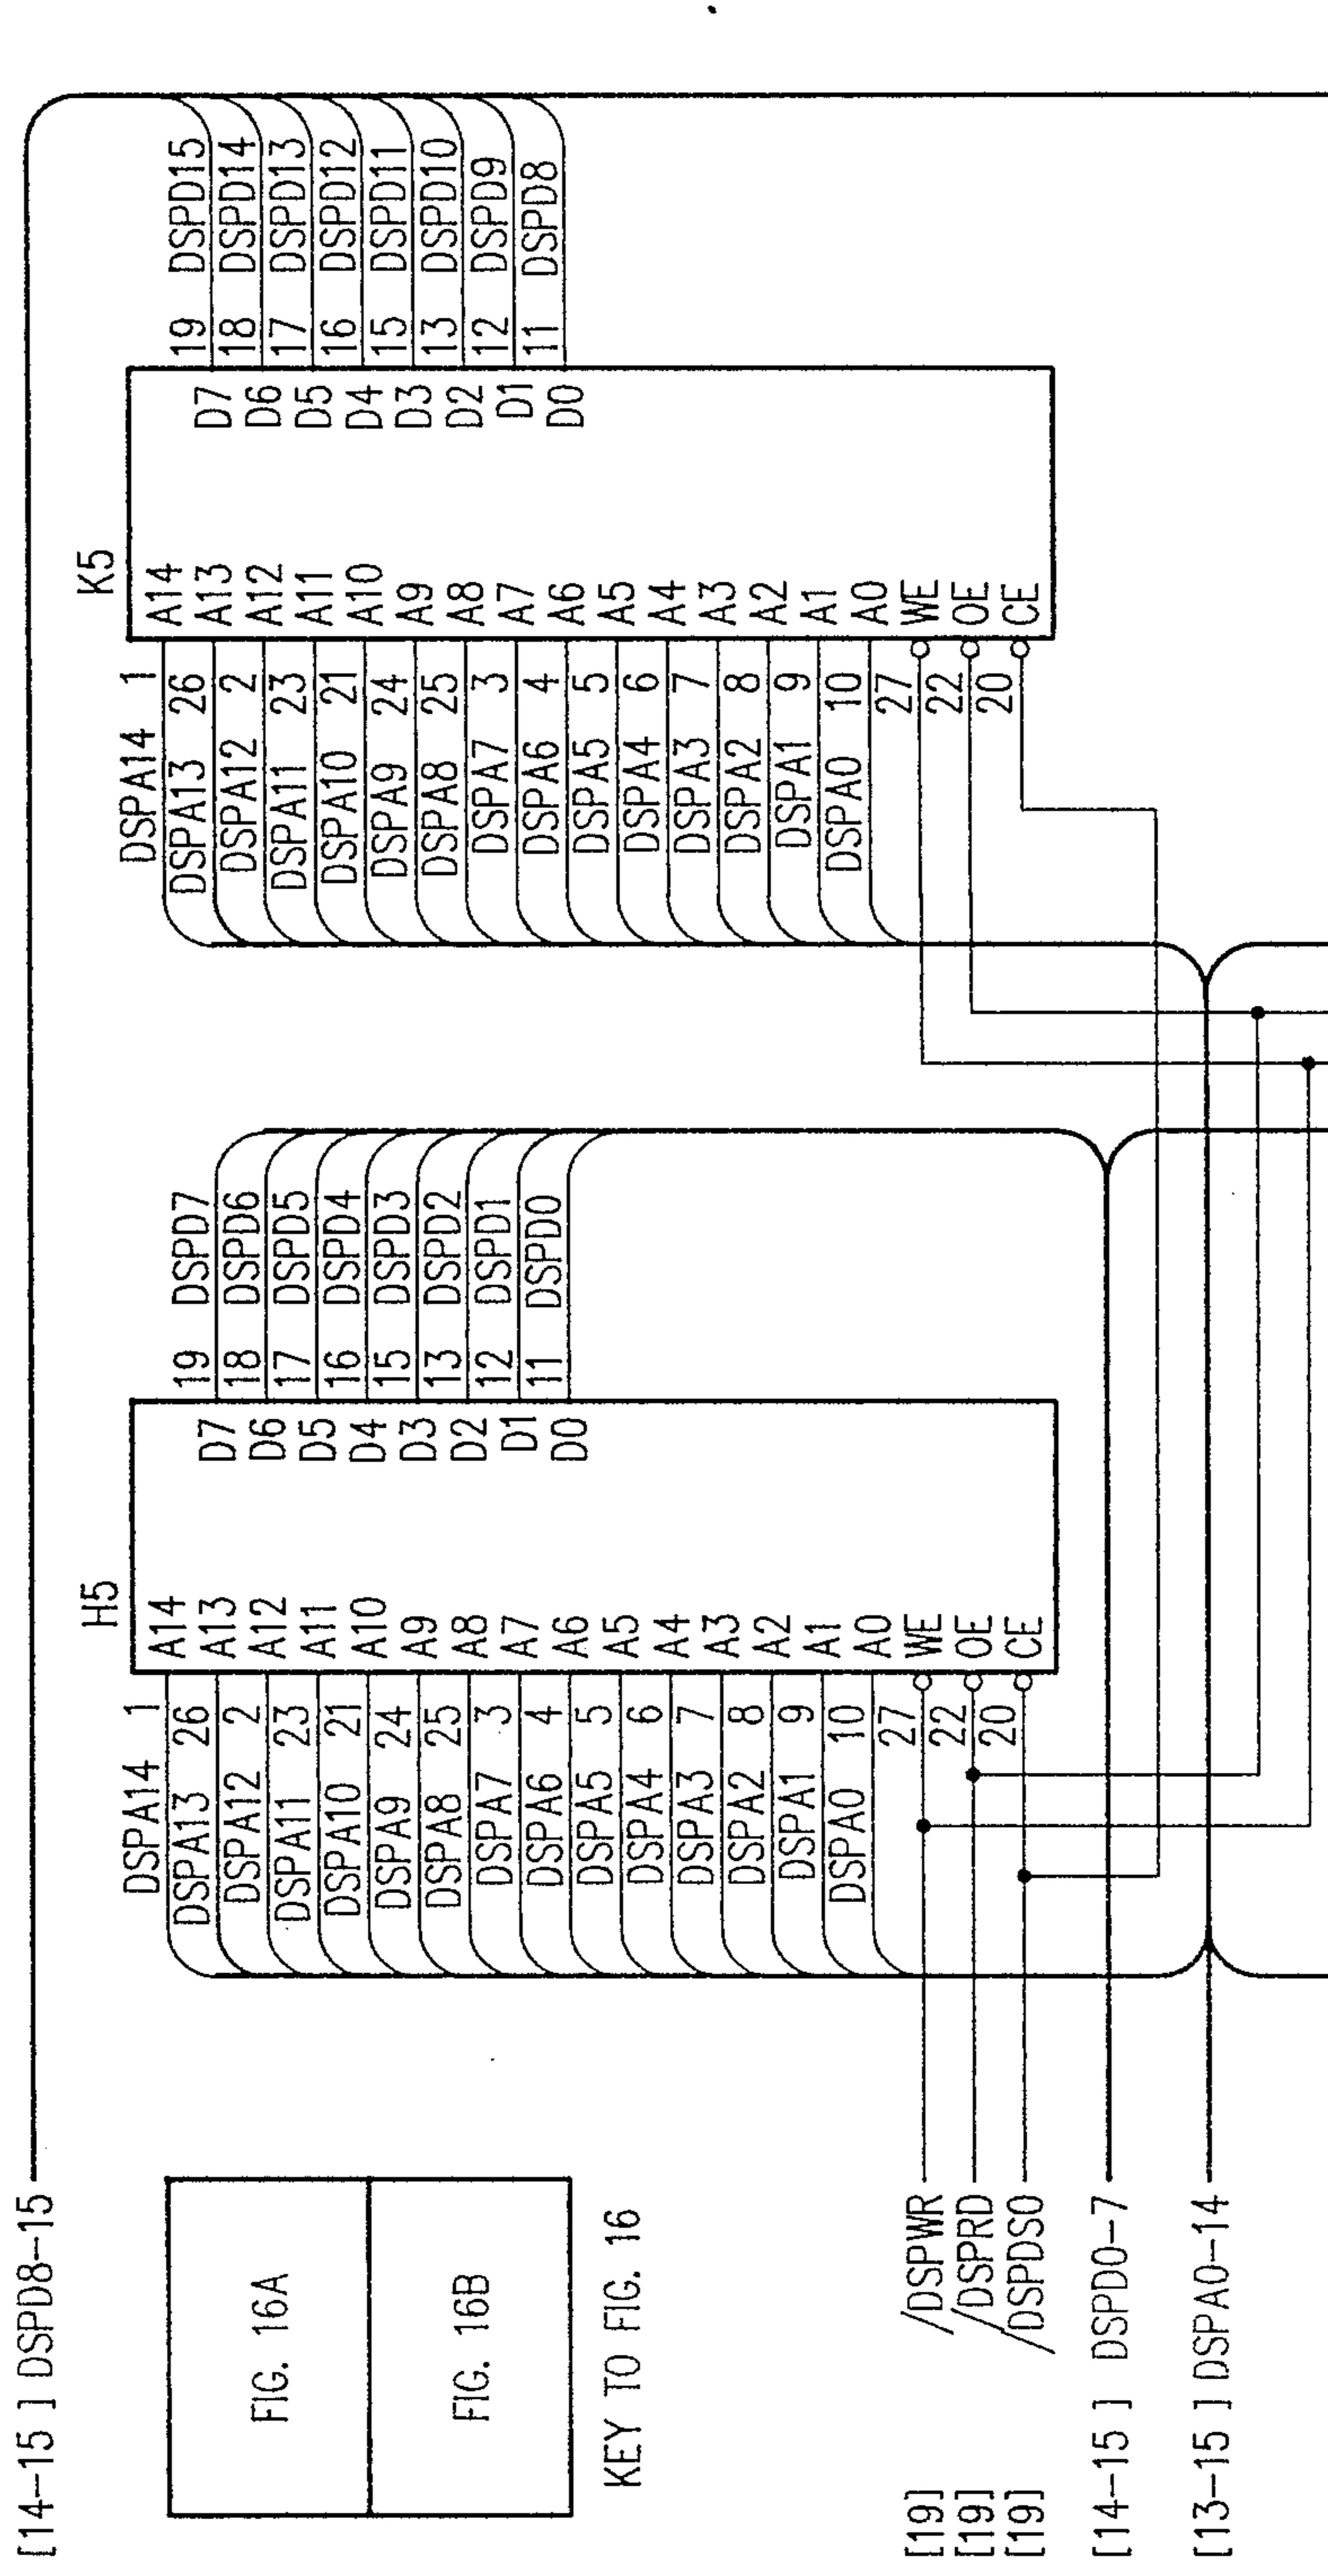 [14-15 ] DSPD8-15
K5
DSPA14 1 A14
DSPA13 26 A13 D7 19 DSPD15
DSPA12 2 A12 D6 18 DSPD14
DSPA11 23 A11 D5 17 DSPD13
DSPA10 21 A10 D4 16 DSPD12
DSPA9 24 A9 D3 15 DSPD11
DSPA8 25 A8 D2 13 DSPD10
DSPA7 3 A7 D1 12 DSPD9
DSPA6 4 A6 D0 11 DSPD8
DSPA5 5 A5
DSPA4 6 A4
DSPA3 7 A3
DSPA2 8 A2
DSPA1 9 A1
DSPA0 10 A0
27 WE
22 OE
20 CE
H5
DSPA14 1 A14
DSPA13 26 A13 D7 19 DSPD7
DSPA12 2 A12 D6 18 DSPD6
DSPA11 23 A11 D5 17 DSPD5
DSPA10 21 A10 D4 16 DSPD4
DSPA9 24 A9 D3 15 DSPD3
DSPA8 25 A8 D2 13 DSPD2
DSPA7 3 A7 D1 12 DSPD1
DSPA6 4 A6 D0 11 DSPD0
DSPA5 5 A5
DSPA4 6 A4
DSPA3 7 A3
DSPA2 8 A2
DSPA1 9 A1
DSPA0 10 A0
27 WE
22 OE
20 CE
FIG. 16A
FIG. 16B
KEY TO FIG. 16
[19] /DSPWR
[19] /DSPRD
[19] /DSPDS0
[14-15 ] DSPD0-7
[13-15 ] DSPA0-14